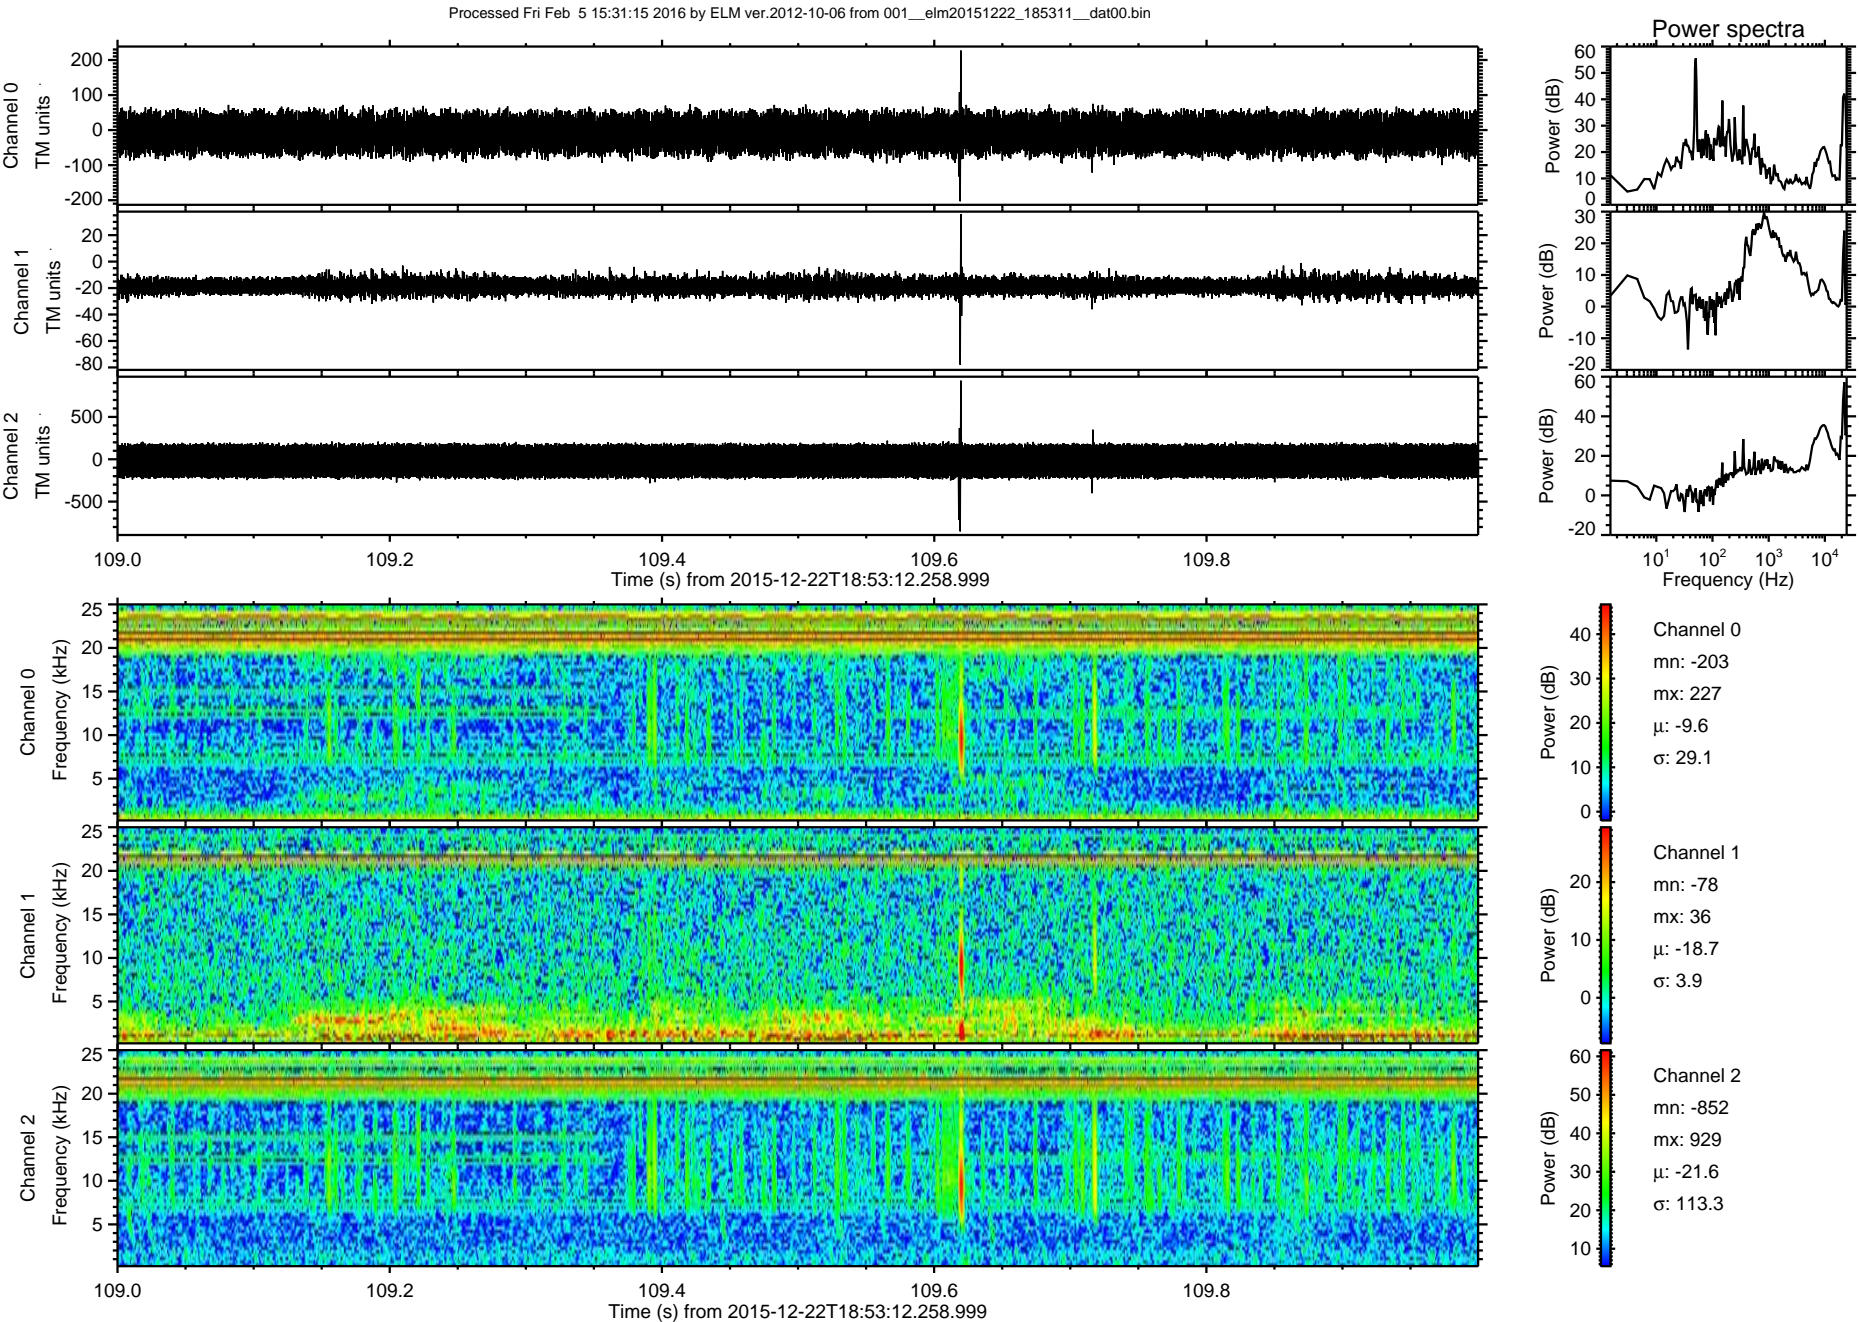 Processed Fri Feb  5 15:31:15 2016 by ELM ver.2012-10-06 from 001__elm20151222_185311__dat00.bin
Power spectra
Channel 0
TM units
200
100
0
-100
-200
Power (dB)
60
50
40
30
20
10
0
Channel 1
TM units
20
0
-20
-40
-60
-80
Power (dB)
30
20
10
0
-10
-20
Channel 2
TM units
500
0
-500
Power (dB)
60
40
20
0
-20
109.0 109.2 109.4 109.6 109.8
Time (s) from 2015-12-22T18:53:12.258.999
10^1 10^2 10^3 10^4
Frequency (Hz)
Channel 0
Frequency (kHz)
25
20
15
10
5
Power (dB)
40
30
20
10
0
Channel 0
mn: -203
mx: 227
μ: -9.6
σ: 29.1
Channel 1
Frequency (kHz)
25
20
15
10
5
Power (dB)
20
10
0
Channel 1
mn: -78
mx: 36
μ: -18.7
σ: 3.9
Channel 2
Frequency (kHz)
25
20
15
10
5
Power (dB)
60
50
40
30
20
10
Channel 2
mn: -852
mx: 929
μ: -21.6
σ: 113.3
109.0 109.2 109.4 109.6 109.8
Time (s) from 2015-12-22T18:53:12.258.999